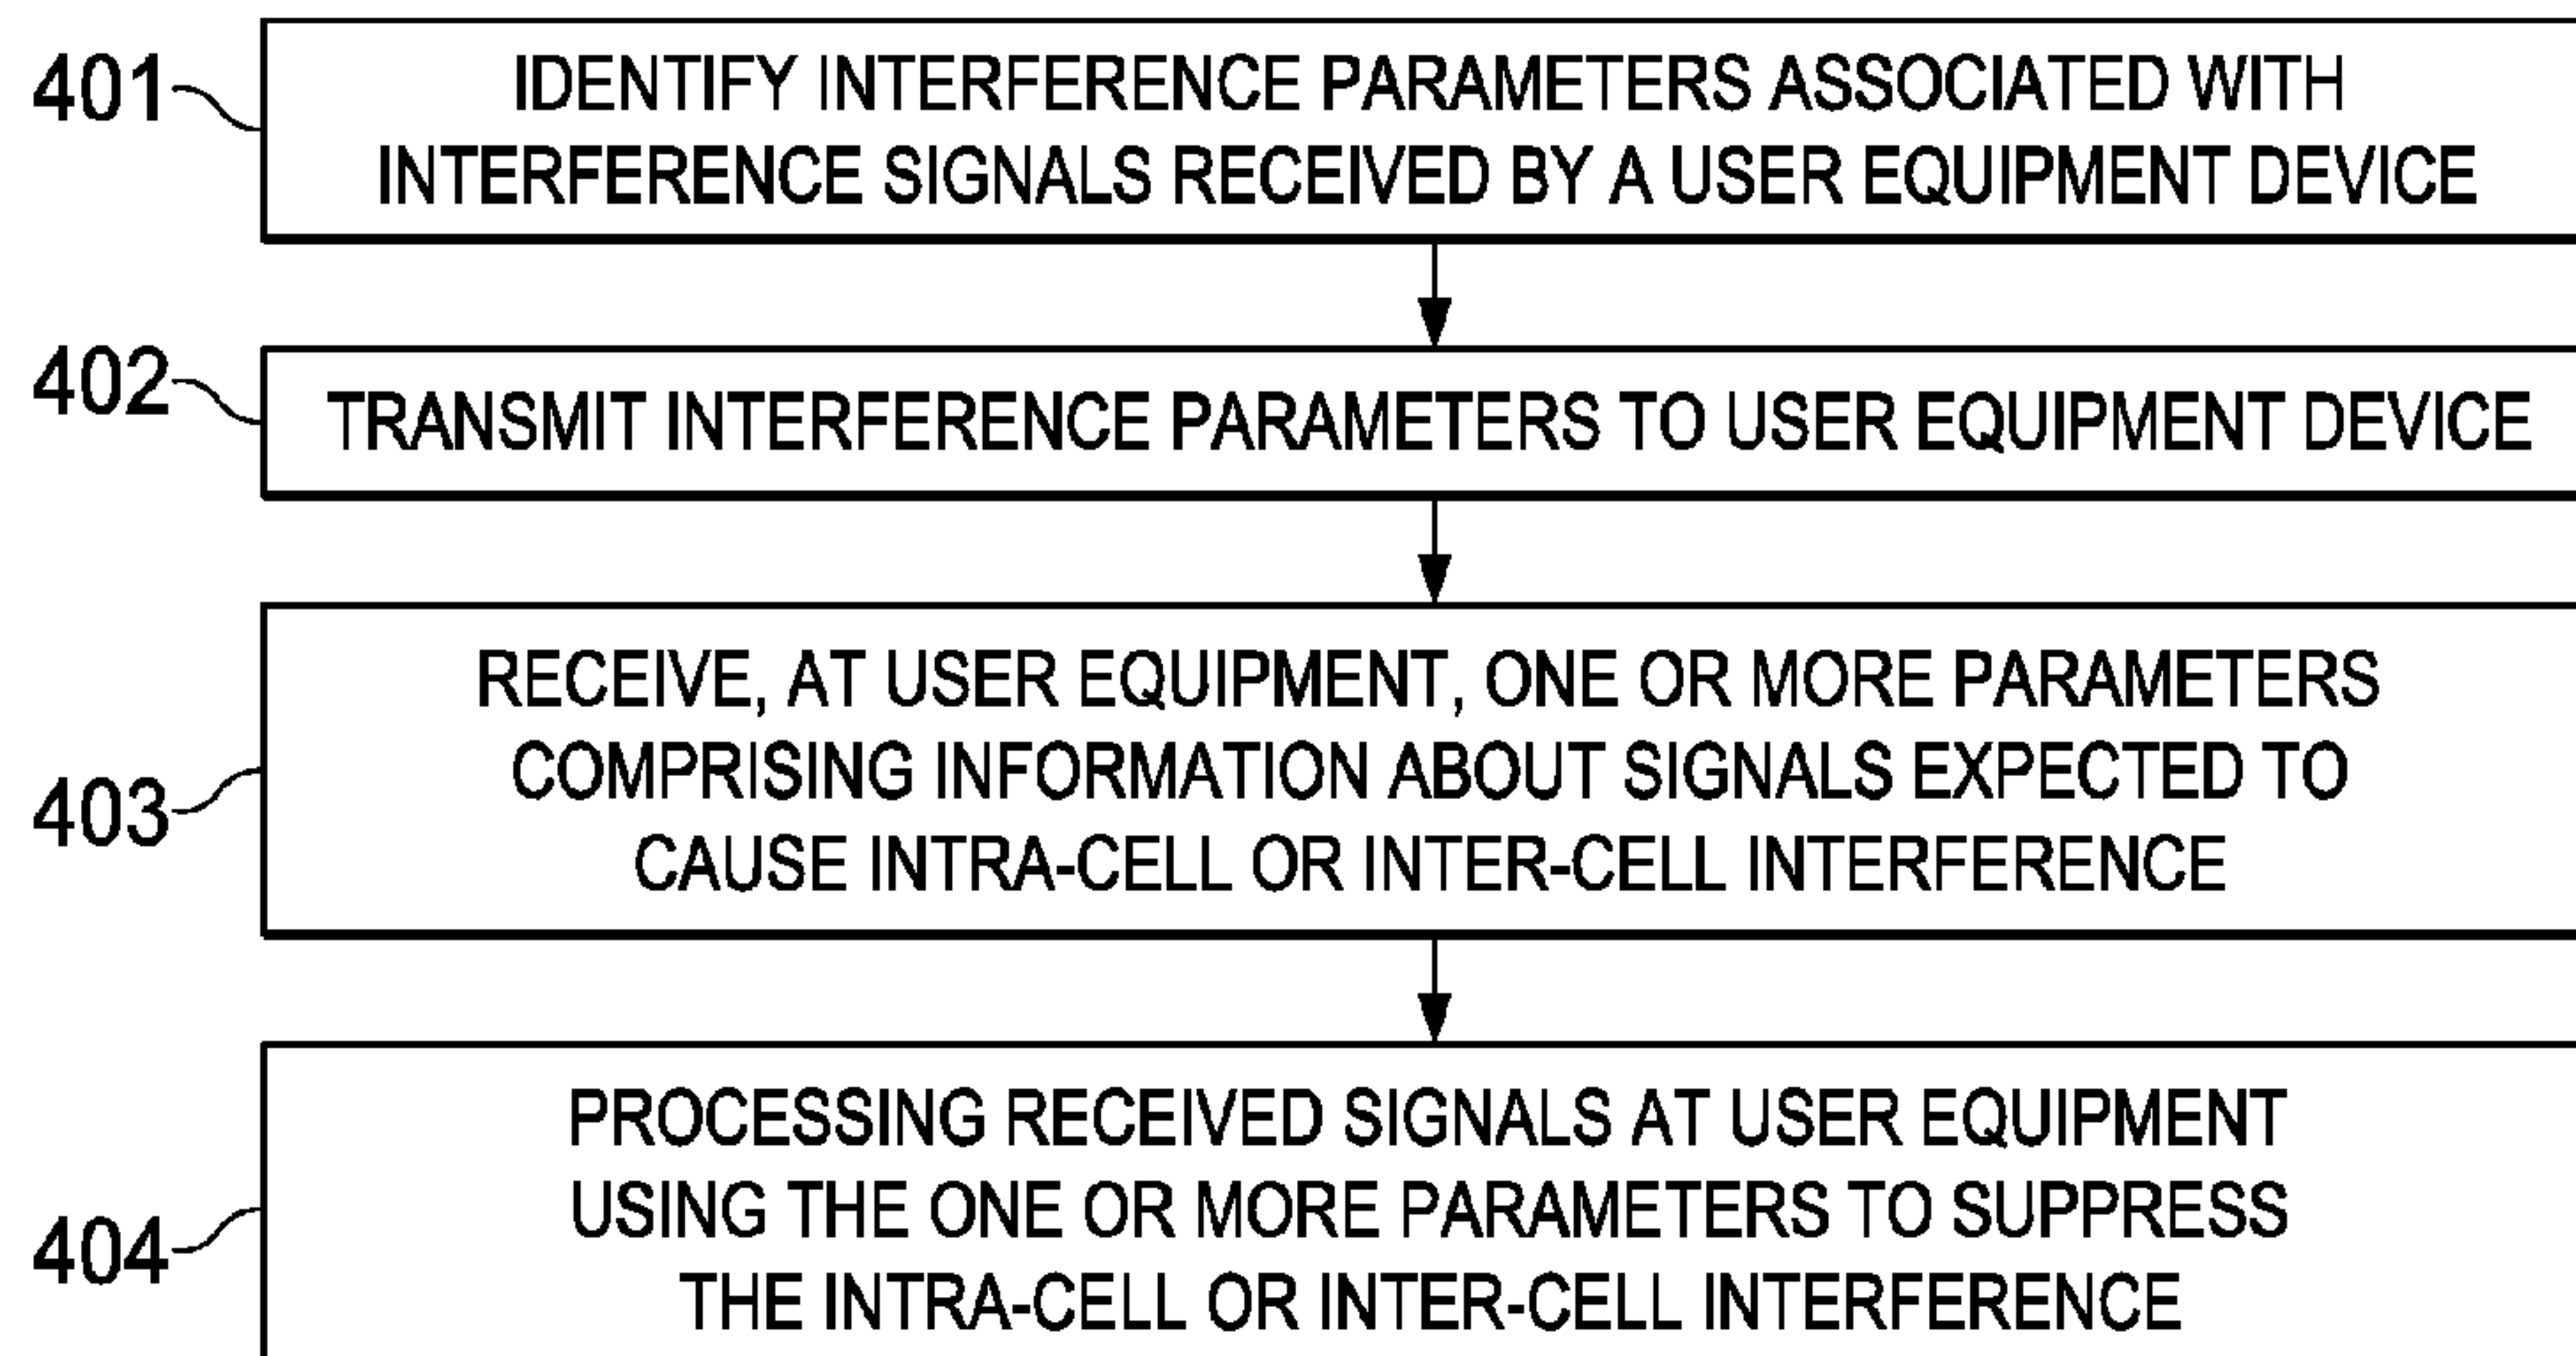 401
IDENTIFY INTERFERENCE PARAMETERS ASSOCIATED WITH
INTERFERENCE SIGNALS RECEIVED BY A USER EQUIPMENT DEVICE
402
TRANSMIT INTERFERENCE PARAMETERS TO USER EQUIPMENT DEVICE
403
RECEIVE, AT USER EQUIPMENT, ONE OR MORE PARAMETERS
COMPRISING INFORMATION ABOUT SIGNALS EXPECTED TO
CAUSE INTRA-CELL OR INTER-CELL INTERFERENCE
404
PROCESSING RECEIVED SIGNALS AT USER EQUIPMENT
USING THE ONE OR MORE PARAMETERS TO SUPPRESS
THE INTRA-CELL OR INTER-CELL INTERFERENCE